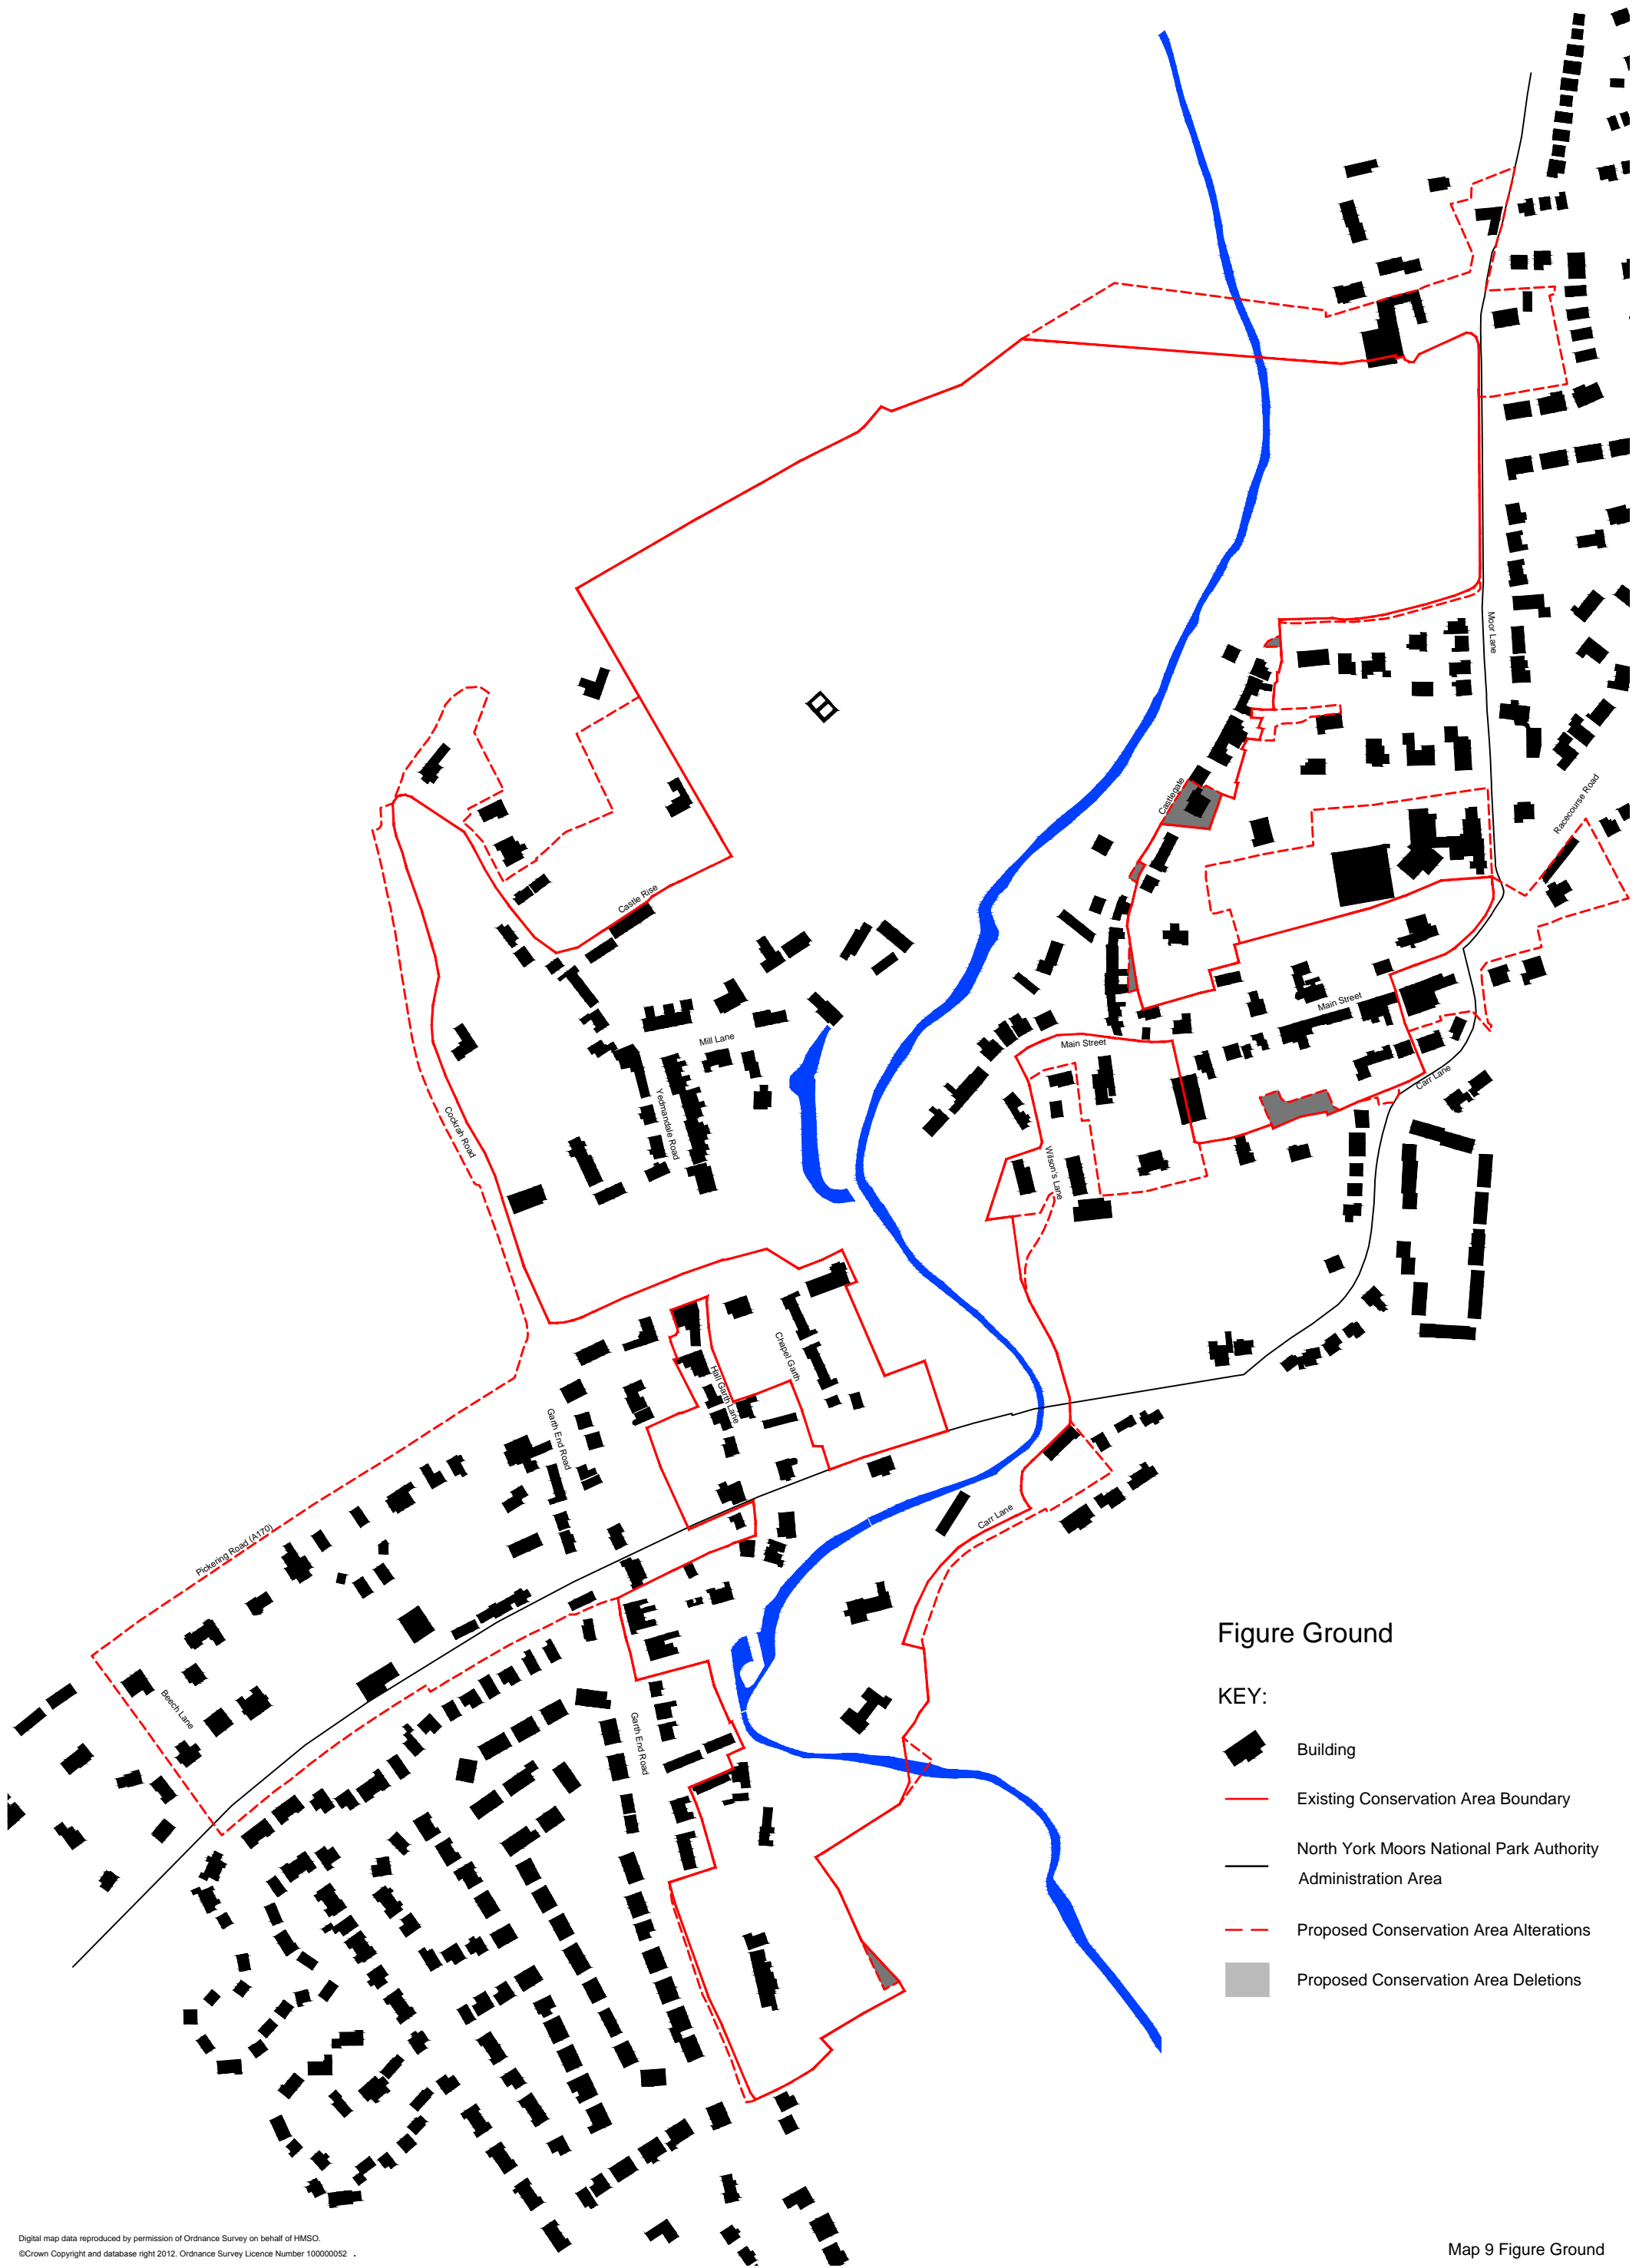 Moor Lane
Castlegate
Racecourse Road
Castle Rise
Main Street
Mill Lane
Main Street
Carr Lane
Yedmandale Road
Cockrah Road
Wilson's Lane
Chapel Garth
Hall Garth Lane
Garth End Road
Carr Lane
Pickering Road (A170)
Beech Lane
Garth End Road
Figure Ground
KEY:
Building
Existing Conservation Area Boundary
North York Moors National Park Authority
Administration Area
Proposed Conservation Area Alterations
Proposed Conservation Area Deletions
Digital map data reproduced by permission of Ordnance Survey on behalf of HMSO.
©Crown Copyright and database right 2012. Ordnance Survey Licence Number 100000052 .
Map 9 Figure Ground